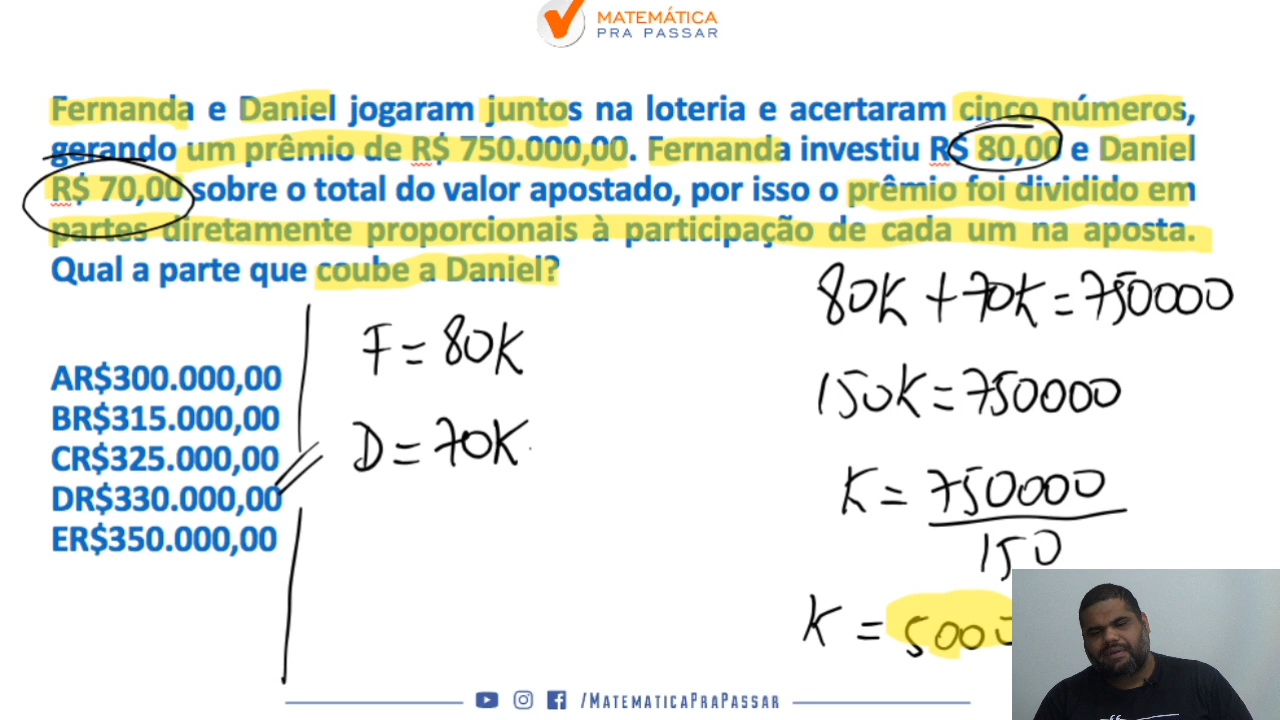 MATEMÁTICA
PRA PASSAR
Fernanda e Daniel jogaram juntos na loteria e acertaram cinco números,
gerando um prêmio de R$ 750.000,00. Fernanda investiu R$ 80,00 e Daniel
R$ 70,00 sobre o total do valor apostado, por isso o prêmio foi dividido em
partes diretamente proporcionais à participação de cada um na aposta.
Qual a parte que coube a Daniel?
80K + 70K = 750000
F = 80K
AR$300.000,00
150K = 750000
BR$315.000,00
D = 70K
CR$325.000,00
DR$330.000,00
K = 750000
150
ER$350.000,00
K = 5000
/MATEMATICAPRAPASSAR